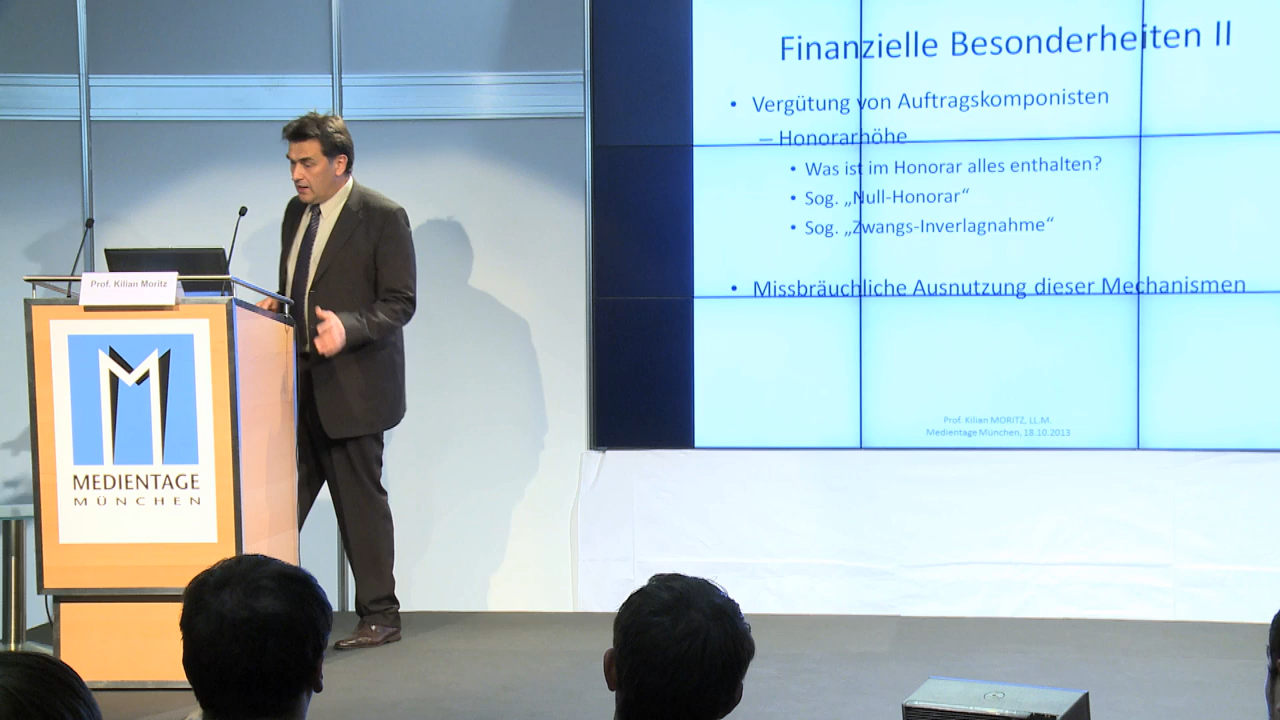 Finanzielle Besonderheiten II
• Vergütung von Auftragskomponisten
– Honorarhöhe
• Was ist im Honorar alles enthalten?
• Sog. „Null-Honorar“
• Sog. „Zwangs-Inverlagnahme“
• Missbräuchliche Ausnutzung dieser Mechanismen
Prof. Kilian MORITZ, LL.M.
Medientage München, 18.10.2013
Prof. Kilian Moritz
M
MEDIENTAGE
MÜNCHEN